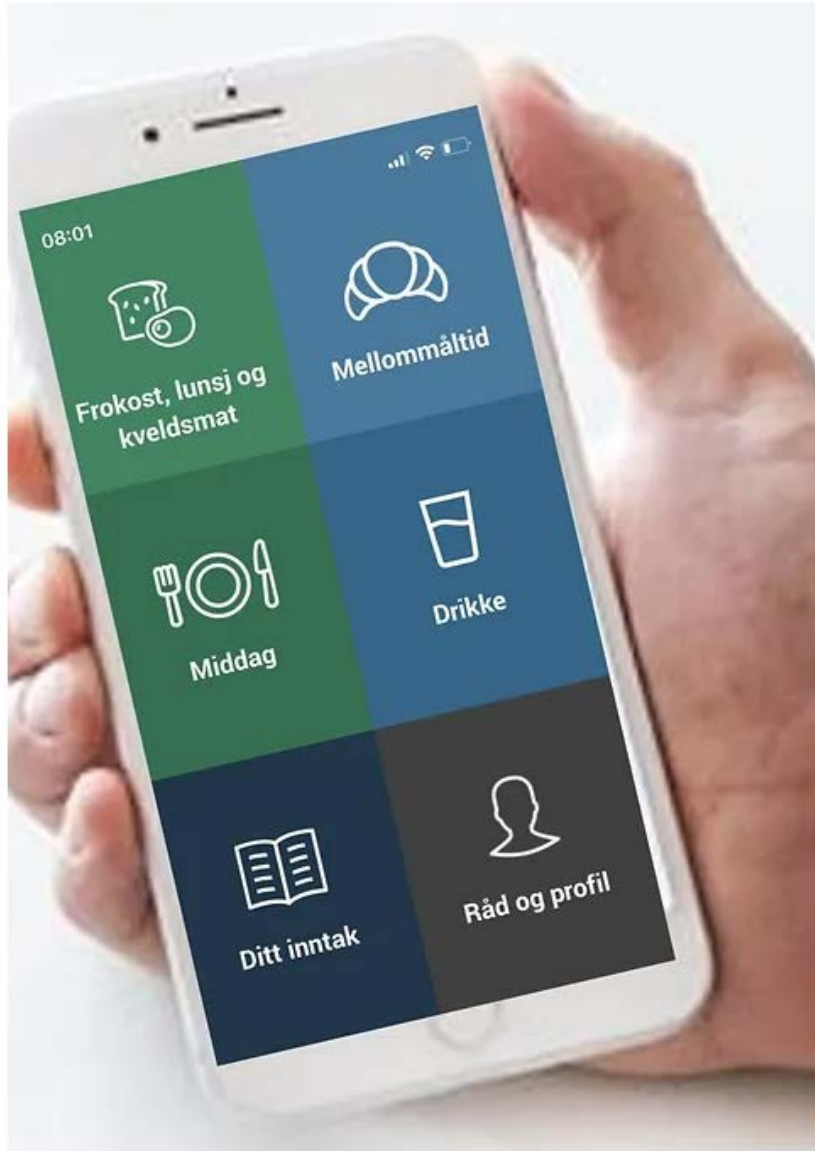 08:01
Frokost, lunsj og
kveldsmat
Mellommåltid
Middag
Drikke
Ditt inntak
Råd og profil